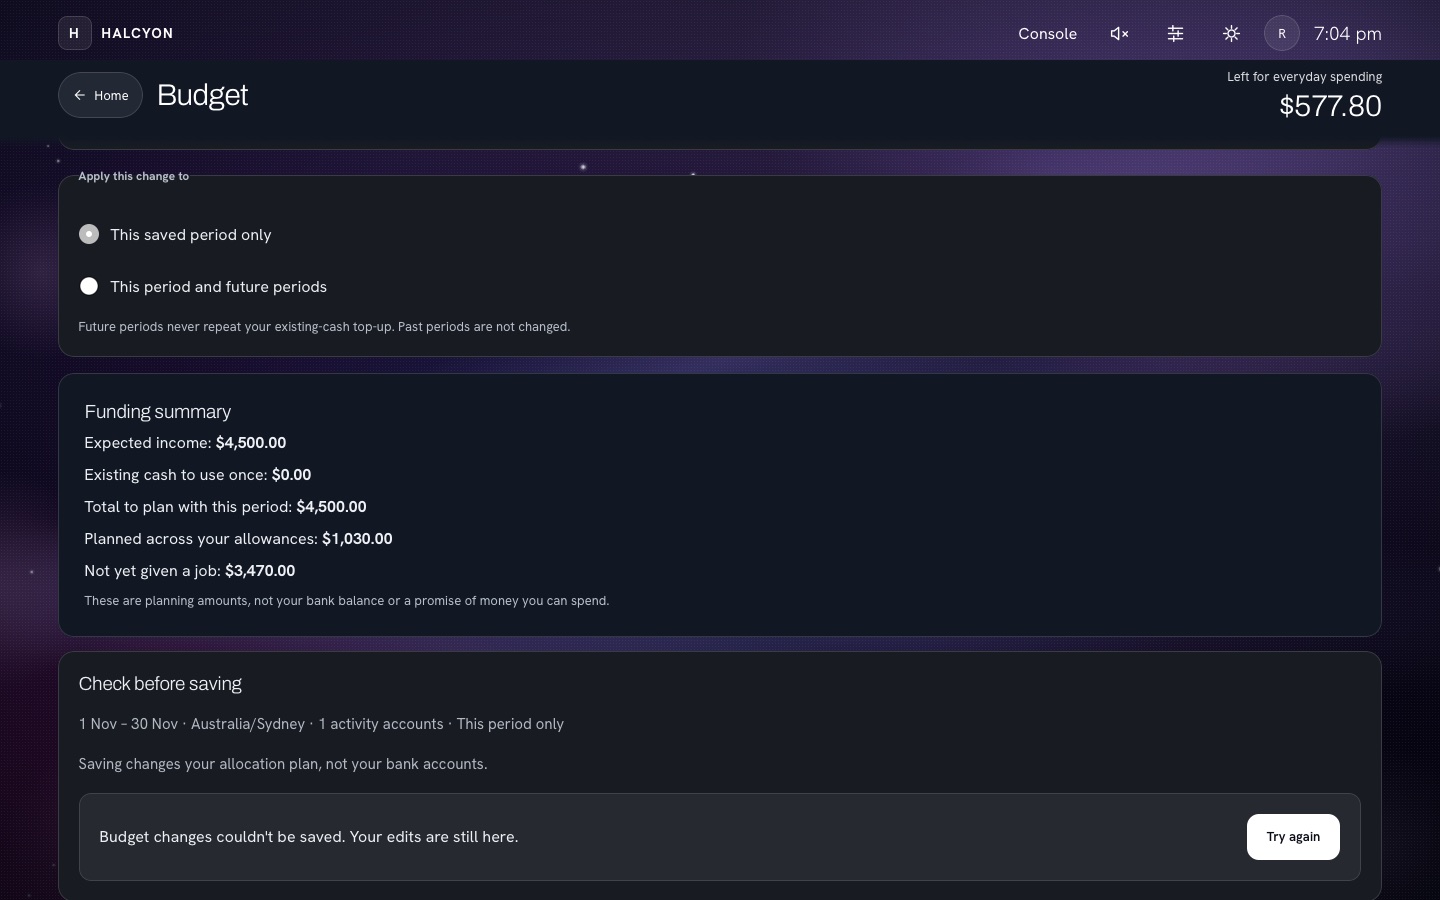 H HALCYON
Console
R
7:04 pm
Home
Budget
Left for everyday spending
$577.80
Apply this change to
This saved period only
This period and future periods
Future periods never repeat your existing-cash top-up. Past periods are not changed.
Funding summary
Expected income: $4,500.00
Existing cash to use once: $0.00
Total to plan with this period: $4,500.00
Planned across your allowances: $1,030.00
Not yet given a job: $3,470.00
These are planning amounts, not your bank balance or a promise of money you can spend.
Check before saving
1 Nov – 30 Nov · Australia/Sydney · 1 activity accounts · This period only
Saving changes your allocation plan, not your bank accounts.
Budget changes couldn't be saved. Your edits are still here.
Try again